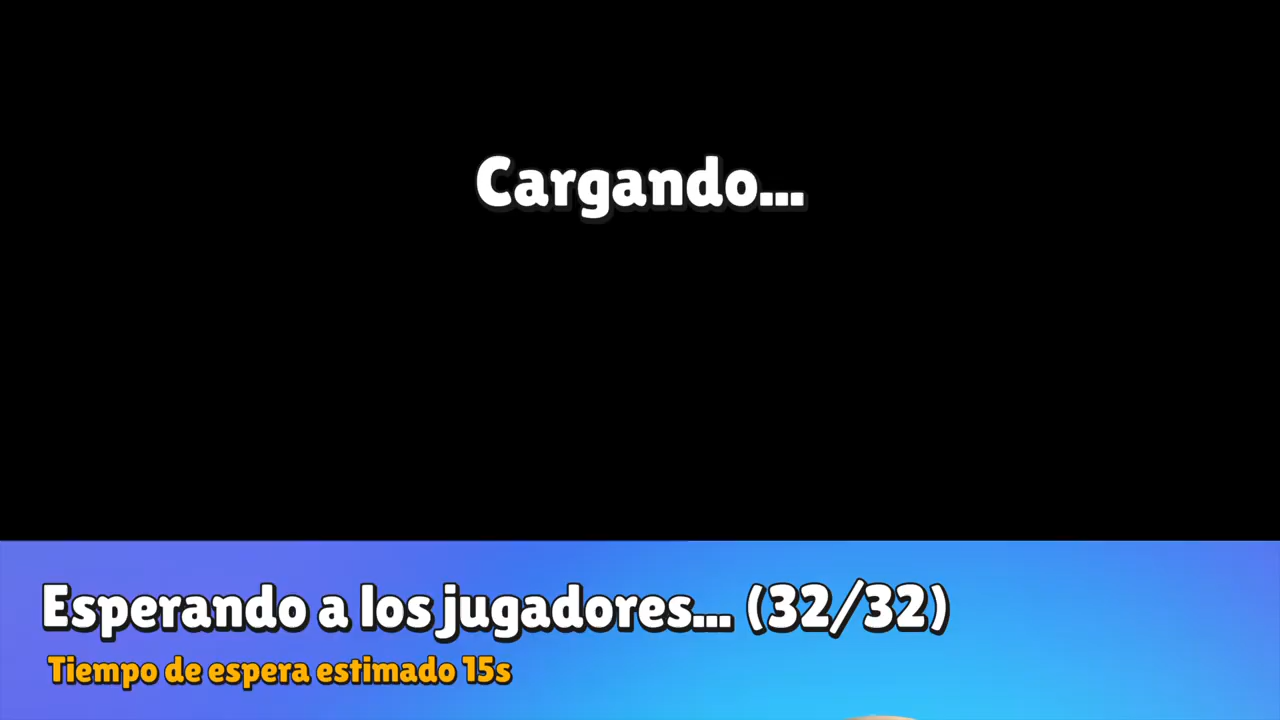 Cargando...
Esperando a los jugadores... (32/32)
Tiempo de espera estimado 15s